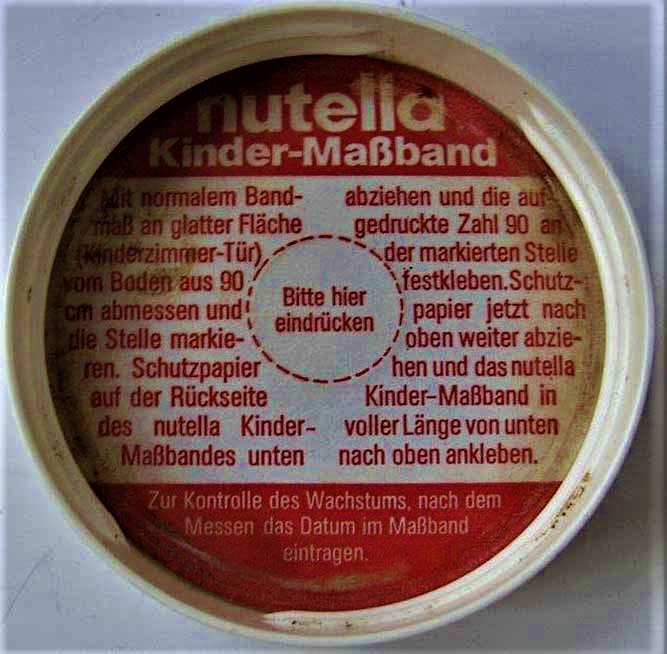 nutella
Kinder-Maßband
Mit normalem Band-
maß an glatter Fläche
(Kinderzimmer-Tür)
vom Boden aus 90
cm abmessen und
die Stelle markie-
ren. Schutzpapier
auf der Rückseite
des nutella Kinder-
Maßbandes unten
Bitte hier
eindrücken
abziehen und die auf-
gedruckte Zahl 90 an
der markierten Stelle
festkleben. Schutz-
papier jetzt nach
oben weiter abzie-
hen und das nutella
Kinder-Maßband in
voller Länge von unten
nach oben ankleben.
Zur Kontrolle des Wachstums, nach dem
Messen das Datum im Maßband
eintragen.